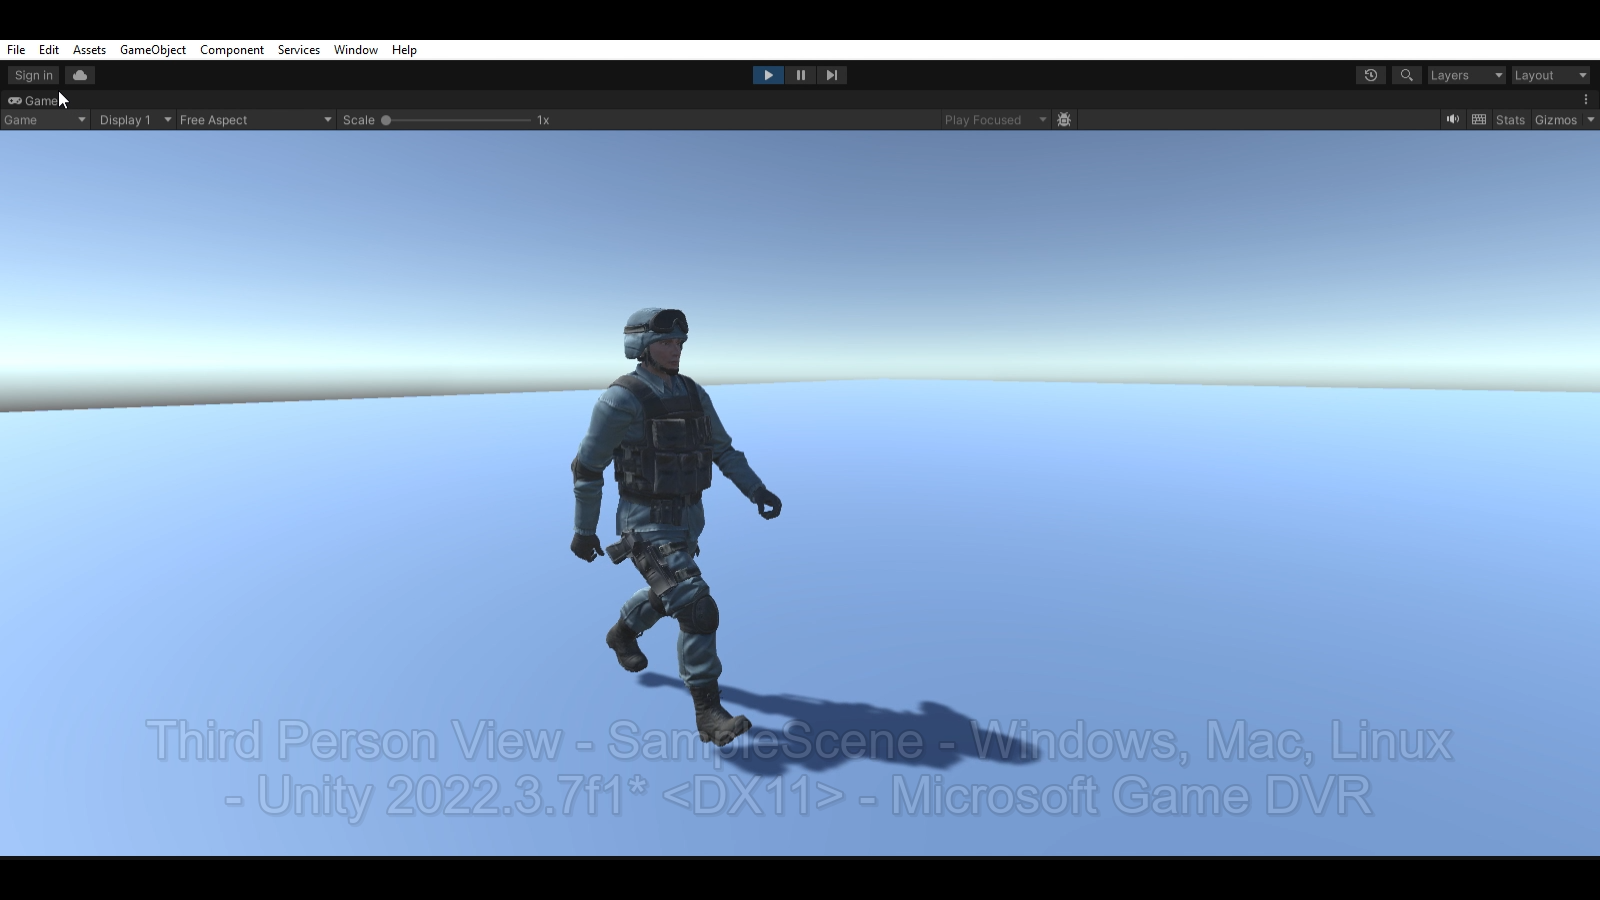 File Edit Assets GameObject Component Services Window Help
Sign in Layers Layout
Game
Game Display 1 Free Aspect Scale 1x Play Focused Stats Gizmos
Third Person View - SampleScene - Windows, Mac, Linux
- Unity 2022.3.7f1* <DX11> - Microsoft Game DVR